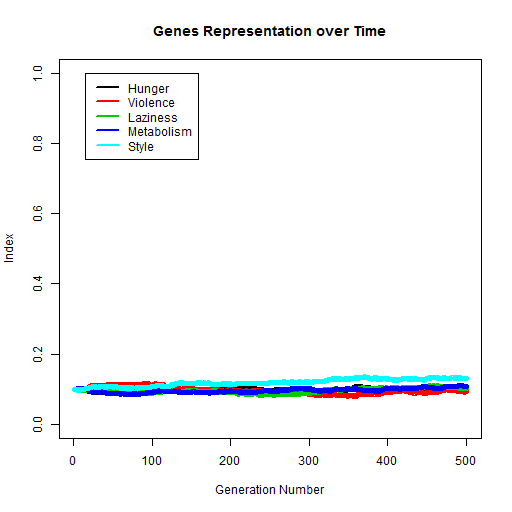 Genes Representation over Time
Hunger
Violence
Laziness
Metabolism
Style
1.0
0.8
0.6
0.4
0.2
0.0
Index
0 100 200 300 400 500
Generation Number